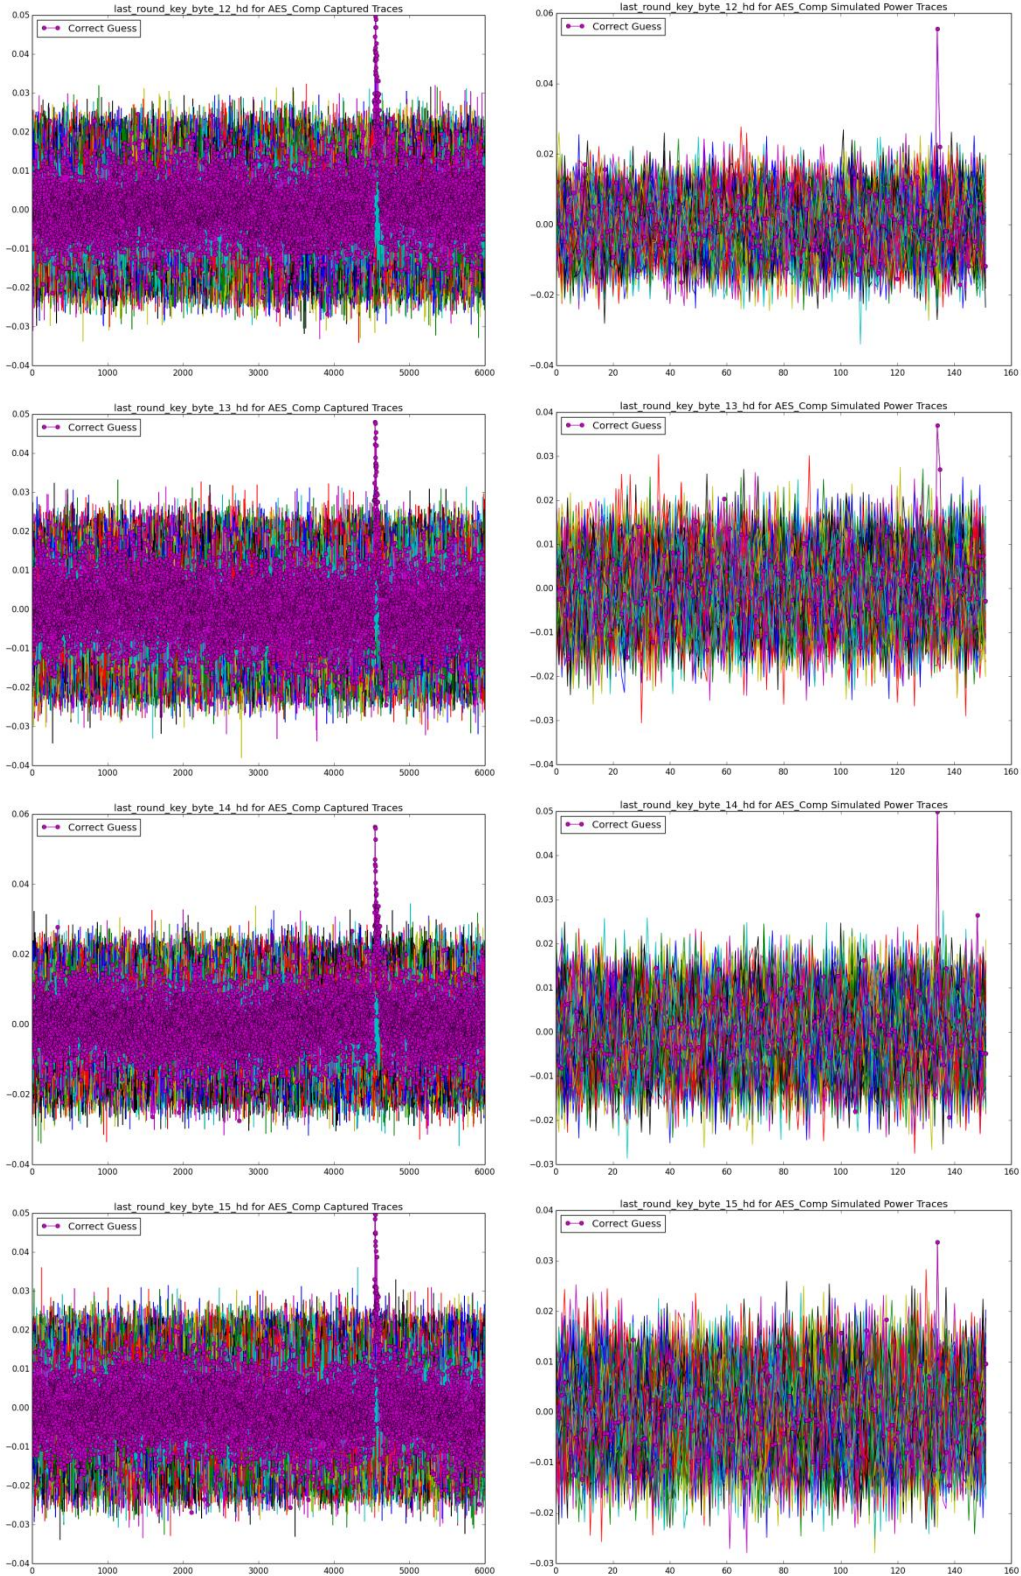 last_round_key_byte_12_hd for AES_Comp Captured Traces
Correct Guess
0.05
0.04
0.03
0.02
0.01
0.00
−0.01
−0.02
−0.03
−0.04
0 1000 2000 3000 4000 5000 6000
last_round_key_byte_12_hd for AES_Comp Simulated Power Traces
Correct Guess
0.06
0.04
0.02
0.00
−0.02
−0.04
0 20 40 60 80 100 120 140 160
last_round_key_byte_13_hd for AES_Comp Captured Traces
Correct Guess
0.05
0.04
0.03
0.02
0.01
0.00
−0.01
−0.02
−0.03
−0.04
0 1000 2000 3000 4000 5000 6000
last_round_key_byte_13_hd for AES_Comp Simulated Power Traces
Correct Guess
0.04
0.03
0.02
0.01
0.00
−0.01
−0.02
−0.03
−0.04
0 20 40 60 80 100 120 140 160
last_round_key_byte_14_hd for AES_Comp Captured Traces
Correct Guess
0.06
0.04
0.02
0.00
−0.02
−0.04
0 1000 2000 3000 4000 5000 6000
last_round_key_byte_14_hd for AES_Comp Simulated Power Traces
Correct Guess
0.05
0.04
0.03
0.02
0.01
0.00
−0.01
−0.02
−0.03
0 20 40 60 80 100 120 140 160
last_round_key_byte_15_hd for AES_Comp Captured Traces
Correct Guess
0.05
0.04
0.03
0.02
0.01
0.00
−0.01
−0.02
−0.03
−0.04
0 1000 2000 3000 4000 5000 6000
last_round_key_byte_15_hd for AES_Comp Simulated Power Traces
Correct Guess
0.04
0.03
0.02
0.01
0.00
−0.01
−0.02
−0.03
0 20 40 60 80 100 120 140 160